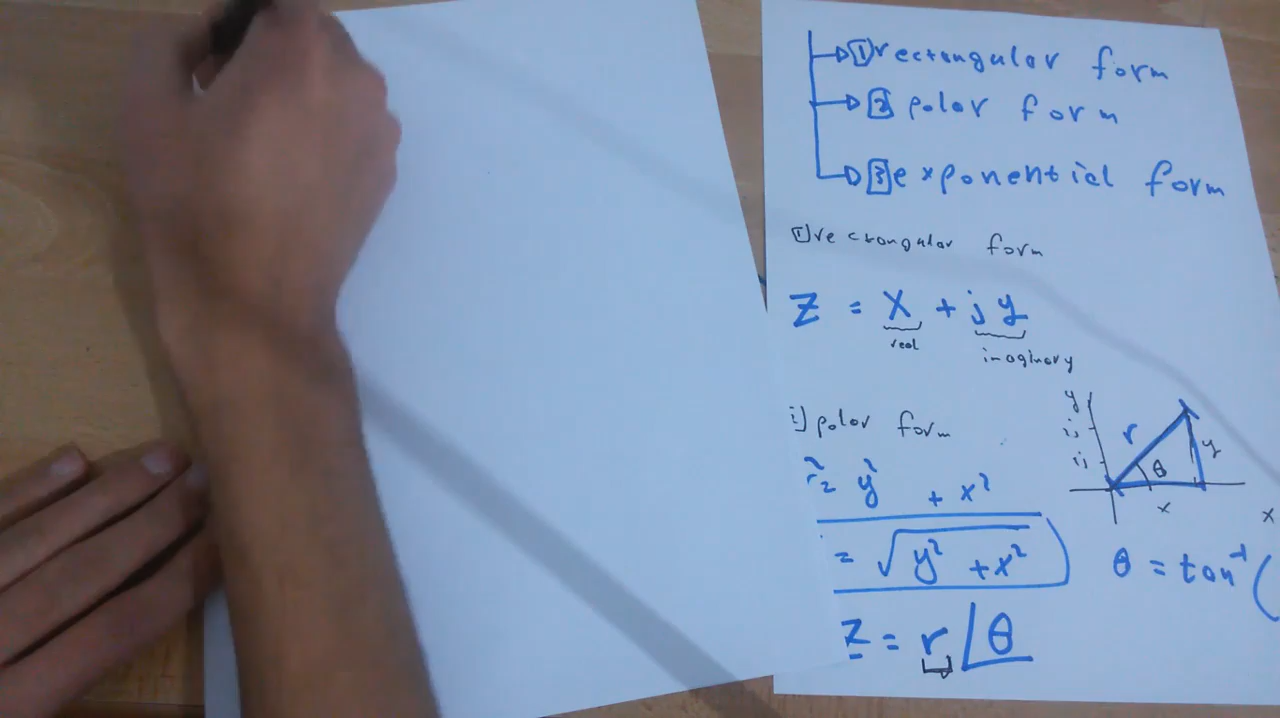 1 rectangular form
2 polar form
3 exponential form
1) rectangular form
Z = x + j y
real
imaginary
i) polar form
r² = y² + x²
= √y² + x²
Z = r ∠θ
y
r
y
θ
x
x
θ = tan⁻¹ (